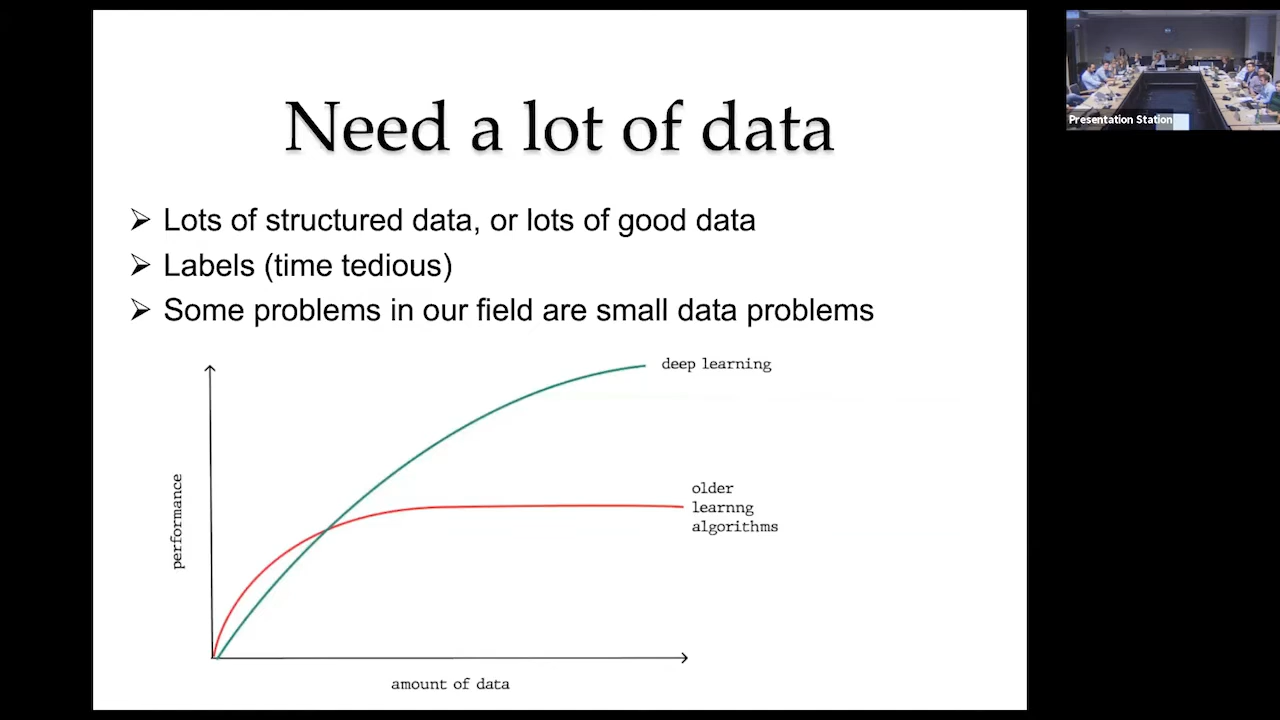 Need a lot of data
Lots of structured data, or lots of good data
Labels (time tedious)
Some problems in our field are small data problems
deep learning
older
learnng
algorithms
performance
amount of data
Presentation Station